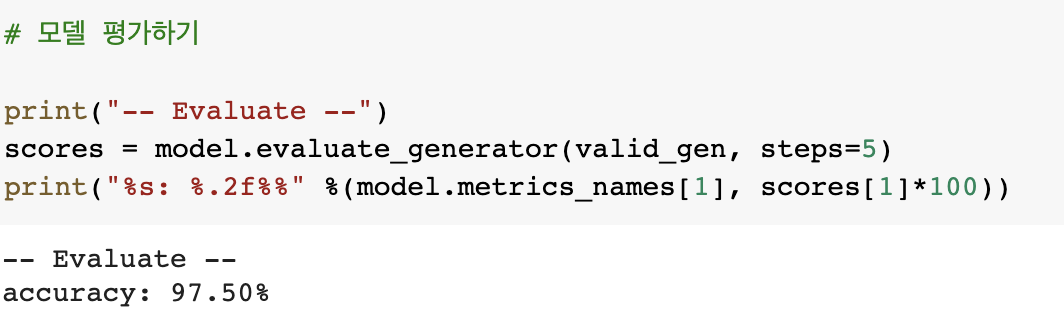 # 모델 평가하기
print("-- Evaluate --")
scores = model.evaluate_generator(valid_gen, steps=5)
print("%s: %.2f%%" %(model.metrics_names[1], scores[1]*100))
-- Evaluate --
accuracy: 97.50%